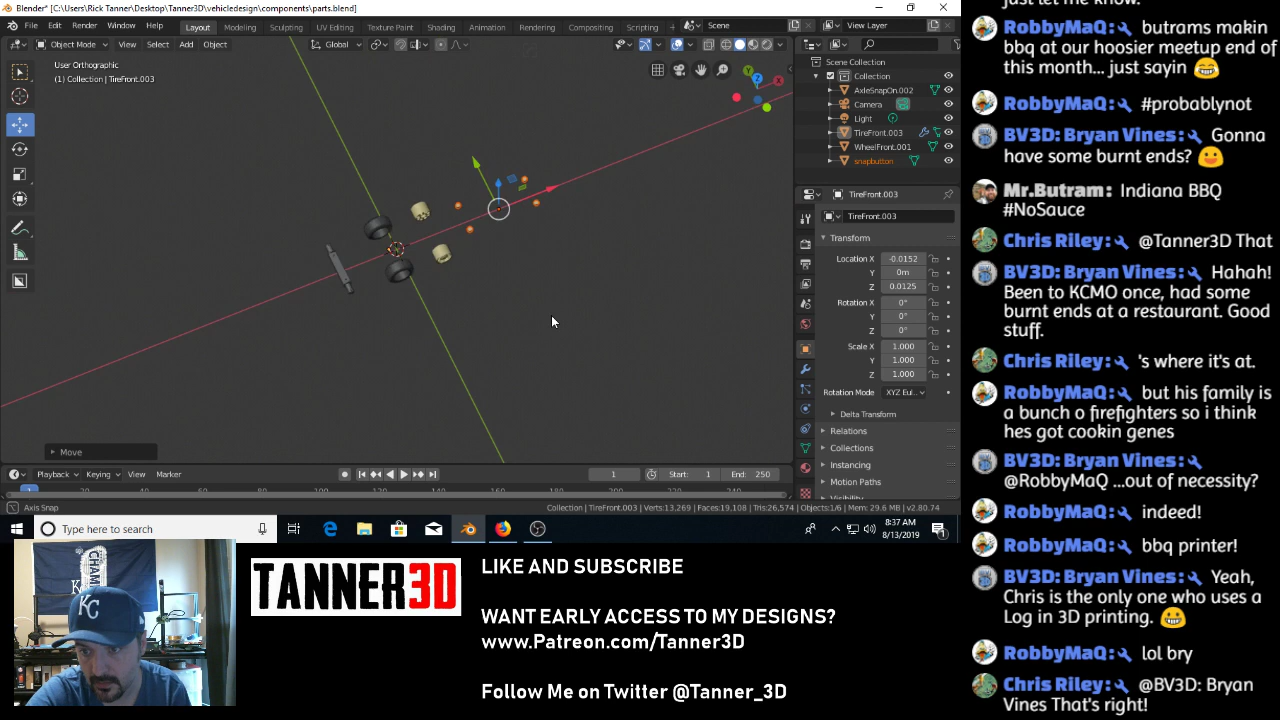 Blender* [C:\Users\Rick Tanner\Desktop\Tanner3D\vehicledesign\components\parts.blend]
File Edit Render Window Help Layout Modeling Sculpting UV Editing Texture Paint Shading Animation Rendering Compositing Scripting Scene View Layer
Object Mode View Select Add Object Global
User Orthographic
(1) Collection | TireFront.003
Scene Collection
Collection
AxleSnapOn.002
Camera
Light
TireFront.003
WheelFront.001
snapbutton
TireFront.003
TireFront.003
Transform
Location X -0.0152
Y 0m
Z 0.0125
Rotation X 0°
Y 0°
Z 0°
Scale X 1.000
Y 1.000
Z 1.000
Rotation Mode XYZ Eul..
Delta Transform
Relations
Collections
Instancing
Motion Paths
Visibility
Move
Playback Keying View Marker 1 Start: 1 End: 250
1
Axis Snap
Collection | TireFront.003 | Verts:13,269 | Faces:19,108 | Tris:26,574 | Objects:1/6 | Mem: 29.6 MB | v2.80.74
Type here to search
8:37 AM
8/13/2019
KC
CHAM
TANNER3D
LIKE AND SUBSCRIBE
WANT EARLY ACCESS TO MY DESIGNS?
www.Patreon.com/Tanner3D
Follow Me on Twitter @Tanner_3D
just let me know.
RobbyMaQ: butrams makin
bbq at our hoosier meetup end of
this month... just sayin 😁
RobbyMaQ: #probablynot
BV3D: Bryan Vines: Gonna
have some burnt ends? 😃
Mr.Butram: Indiana BBQ
#NoSauce
Chris Riley: @Tanner3D That
BV3D: Bryan Vines: Hahah!
Been to KCMO once, had some
burnt ends at a restaurant. Good
stuff.
Chris Riley: 's where it's at.
RobbyMaQ: but his family is
a bunch o firefighters so i think
hes got cookin genes
BV3D: Bryan Vines:
@RobbyMaQ ...out of necessity?
RobbyMaQ: indeed!
RobbyMaQ: bbq printer!
BV3D: Bryan Vines: Yeah,
Chris is the only one who uses a
Log in 3D printing. 😁
RobbyMaQ: lol bry
Chris Riley: @BV3D: Bryan
Vines That's right!